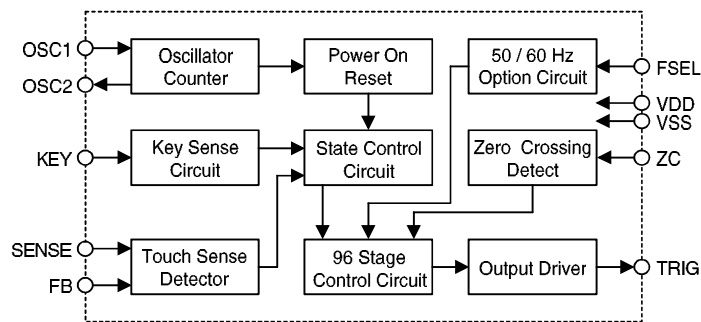 OSC1
OSC2
Oscillator
Counter
Power On
Reset
50 / 60 Hz
Option Circuit
FSEL
VDD
VSS
KEY
Key Sense
Circuit
State Control
Circuit
Zero Crossing
Detect
ZC
SENSE
FB
Touch Sense
Detector
96 Stage
Control Circuit
Output Driver
TRIG